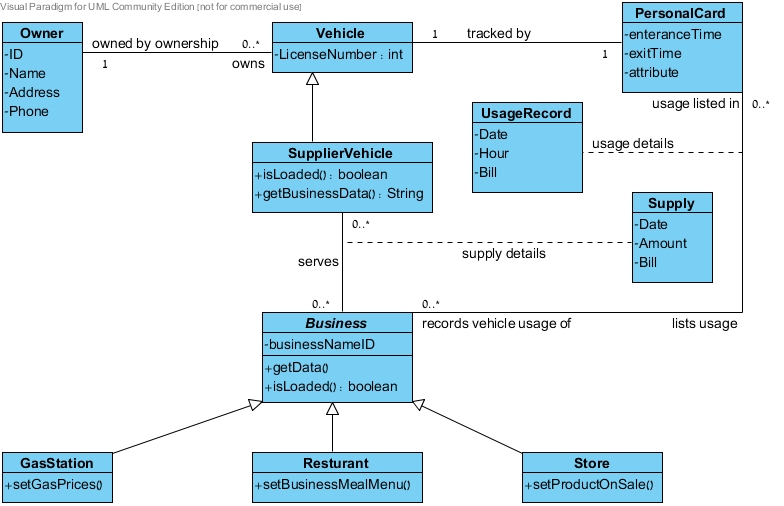 Visual Paradigm for UML Community Edition [not for commercial use]
Owner
-ID
-Name
-Address
-Phone
owned by ownership
1
0..*
owns
Vehicle
-LicenseNumber : int
1
tracked by
1
PersonalCard
-enteranceTime
-exitTime
-attribute
usage listed in
0..*
UsageRecord
-Date
-Hour
-Bill
usage details
SupplierVehicle
+isLoaded() : boolean
+getBusinessData() : String
0..*
serves
0..*
supply details
Supply
-Date
-Amount
-Bill
0..*
records vehicle usage of
lists usage
Business
-businessNameID
+getData()
+isLoaded() : boolean
GasStation
+setGasPrices()
Resturant
+setBusinessMealMenu()
Store
+setProductOnSale()